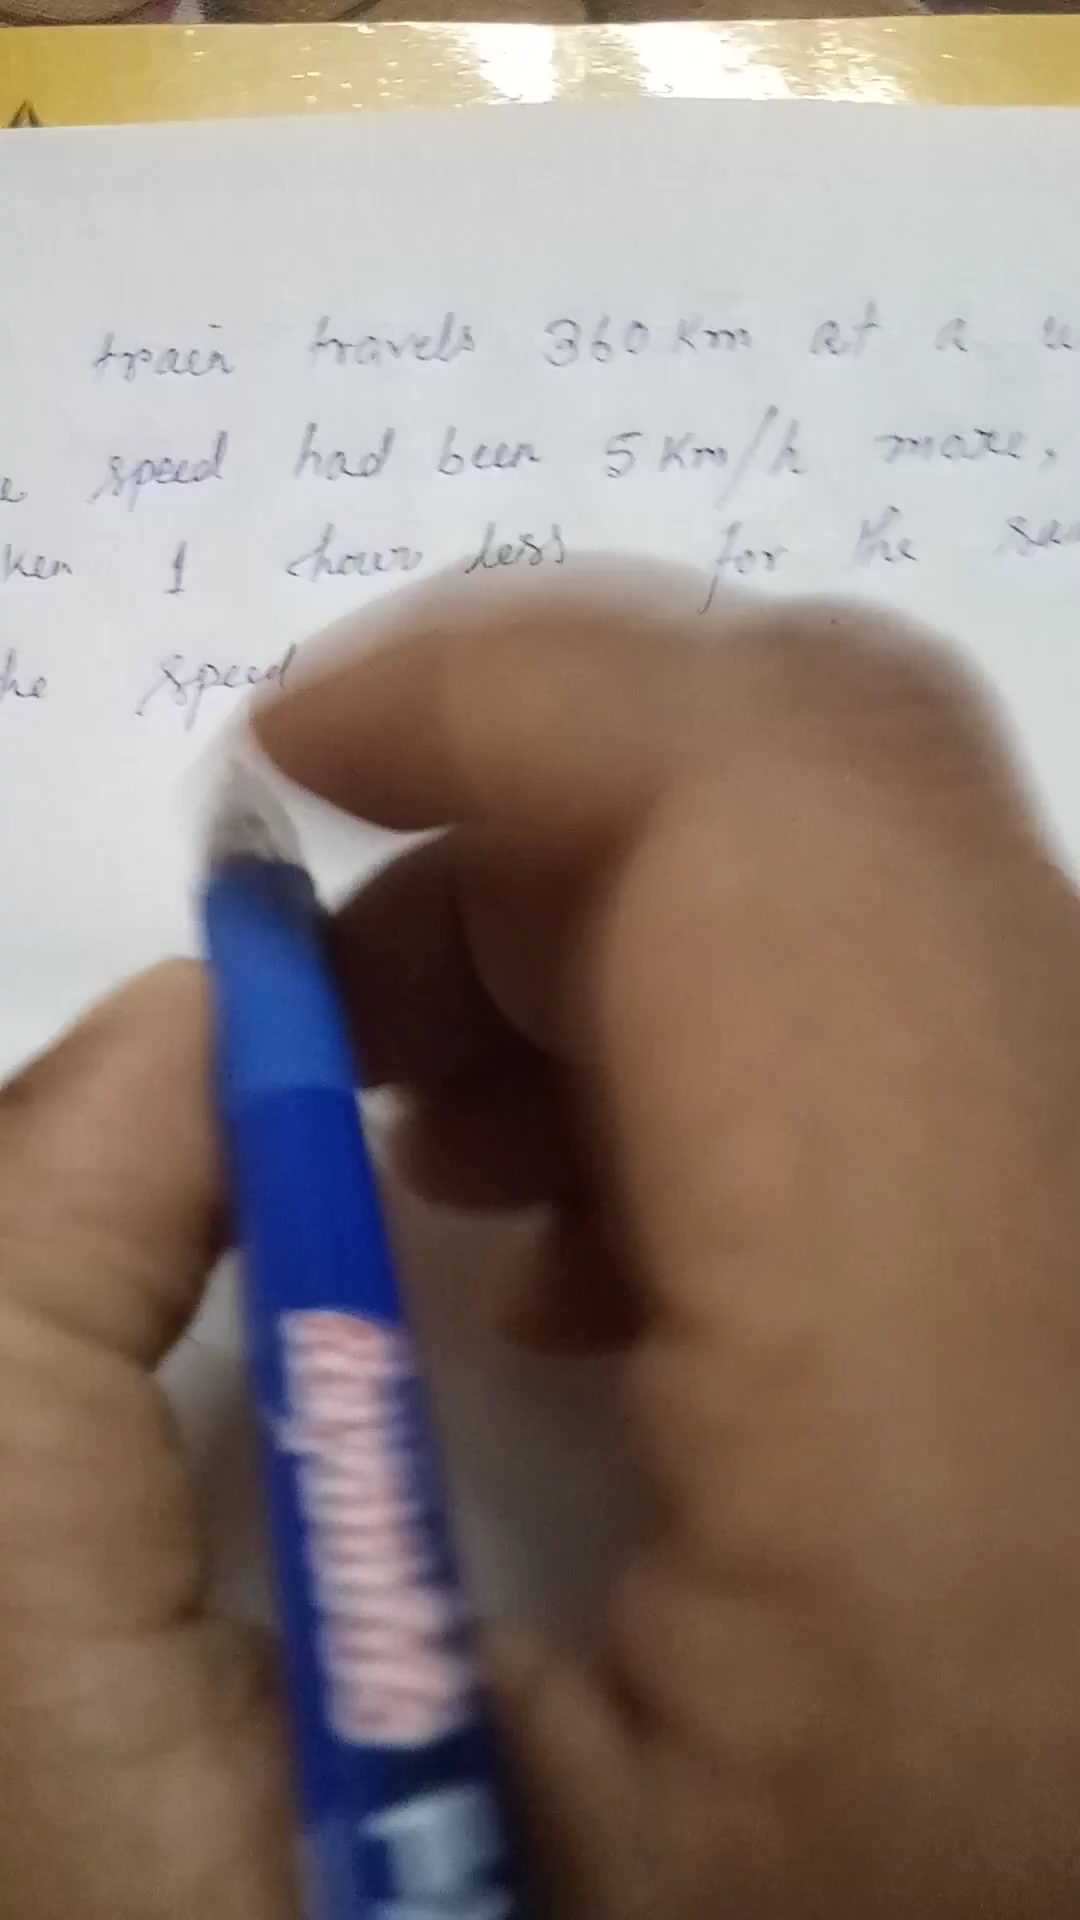 train travels 360 Km at a u
e speed had been 5 Km/h more,
ken 1 hour less for the sam
he speed